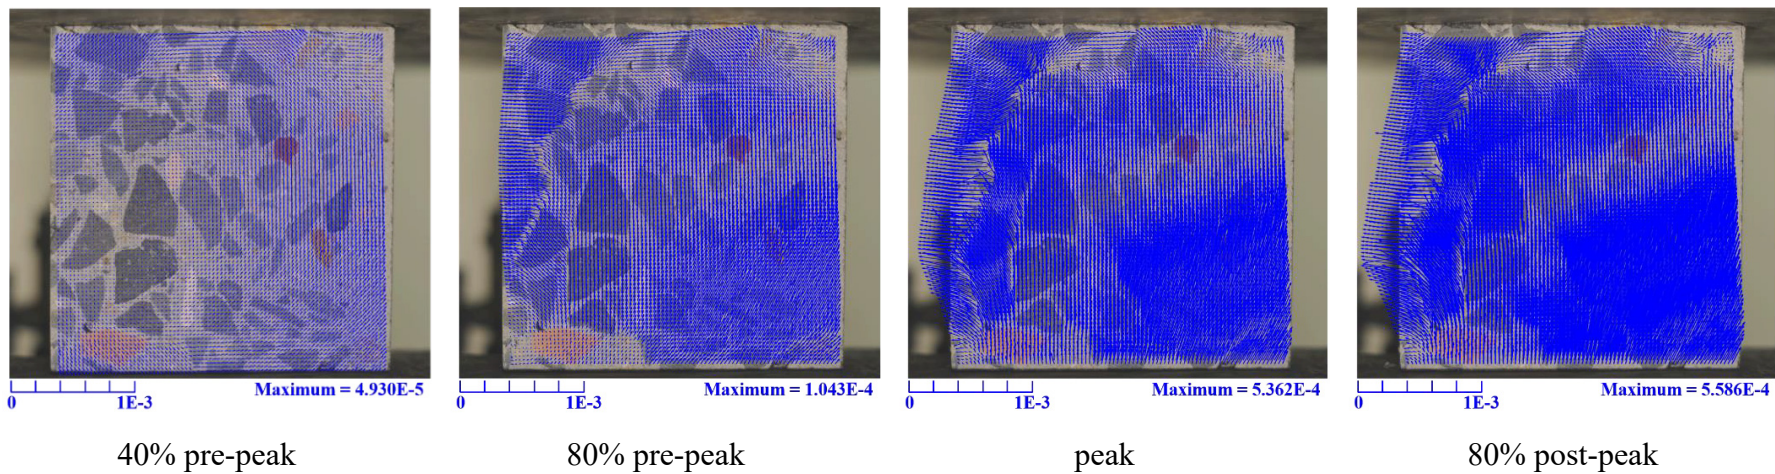 Maximum = 4.930E-5
0 1E-3
Maximum = 1.043E-4
0 1E-3
Maximum = 5.362E-4
0 1E-3
Maximum = 5.586E-4
0 1E-3
40% pre-peak
80% pre-peak
peak
80% post-peak